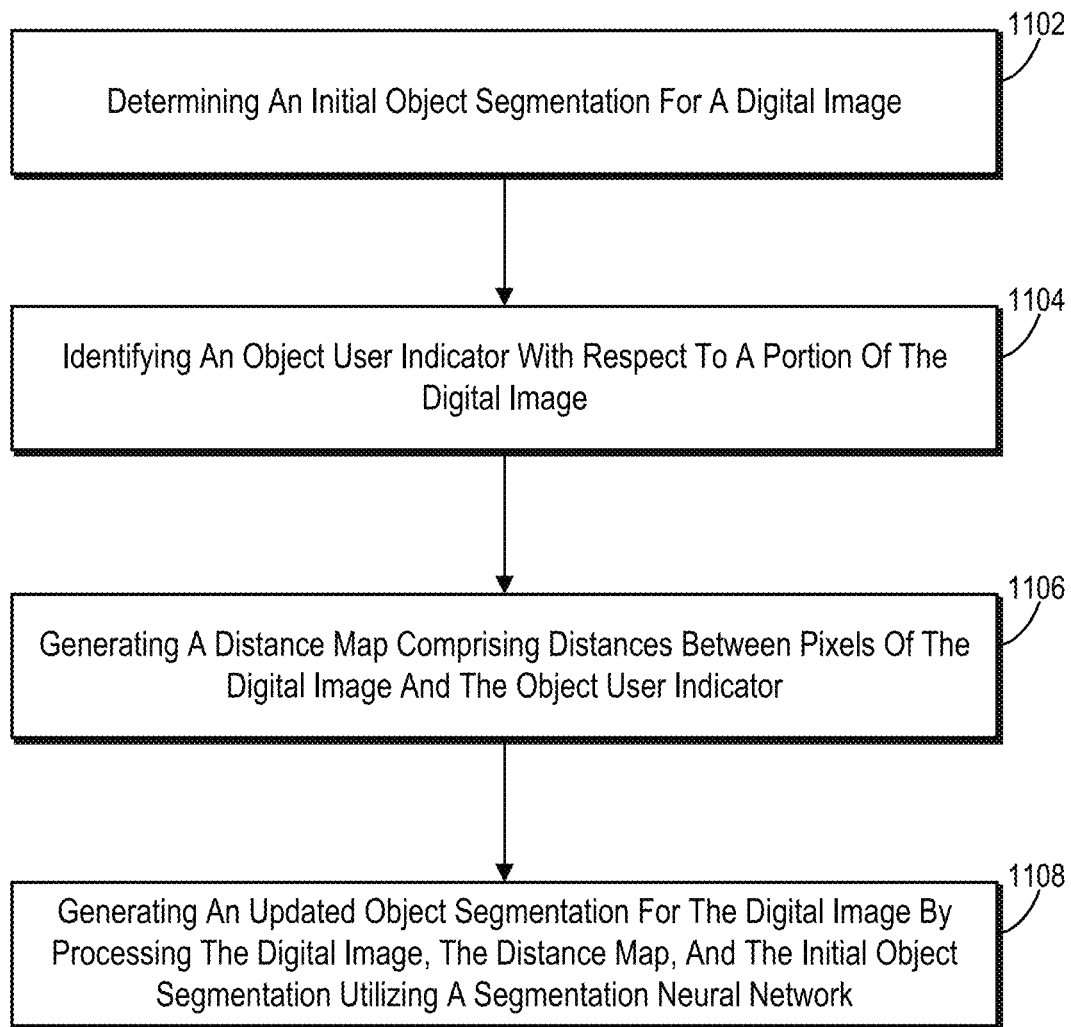 1102
Determining An Initial Object Segmentation For A Digital Image
1104
Identifying An Object User Indicator With Respect To A Portion Of The
Digital Image
1106
Generating A Distance Map Comprising Distances Between Pixels Of The
Digital Image And The Object User Indicator
1108
Generating An Updated Object Segmentation For The Digital Image By
Processing The Digital Image, The Distance Map, And The Initial Object
Segmentation Utilizing A Segmentation Neural Network